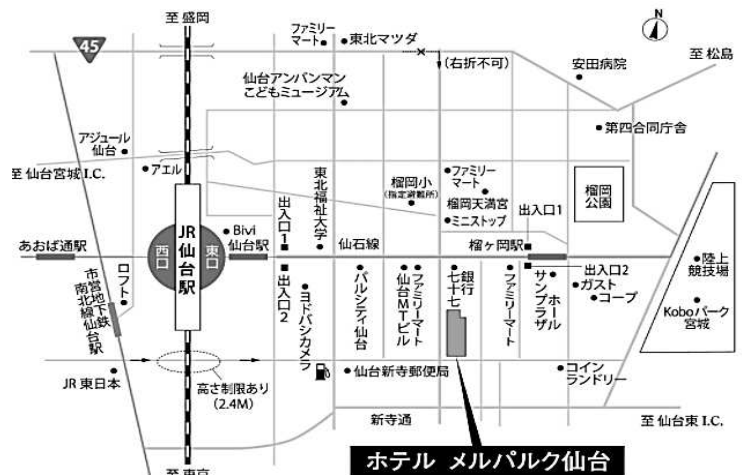 至 盛岡
45
ファミリー
マート
東北マツダ
N
(右折不可)
安田病院
至 松島
仙台アンパンマン
こどもミュージアム
アジュール
仙台
第四合同庁舎
至 仙台宮城 I.C.
アエル
東北福祉大学
榴岡小
(指定避難所)
ファミリー
マート
榴岡天満宮
ミニストップ
榴岡
公園
出入口1
出入口1
あおば通駅
西口
JR仙台駅
東口
Bivi
仙台駅
仙石線
榴ヶ岡駅
陸上
競技場
市営地下鉄
南北線仙台駅
ロフト
出入口2
ヨドバシカメラ
パルシティ仙台
仙台MTビル
ファミリーマート
七十七
銀行
ファミリーマート
サンプラザ
ホール
出入口2
ガスト
コープ
Koboパーク
宮城
JR東日本
高さ制限あり
(2.4M)
仙台新寺郵便局
コイン
ランドリー
新寺通
至 仙台東 I.C.
ホテル メルパルク仙台
至 東京